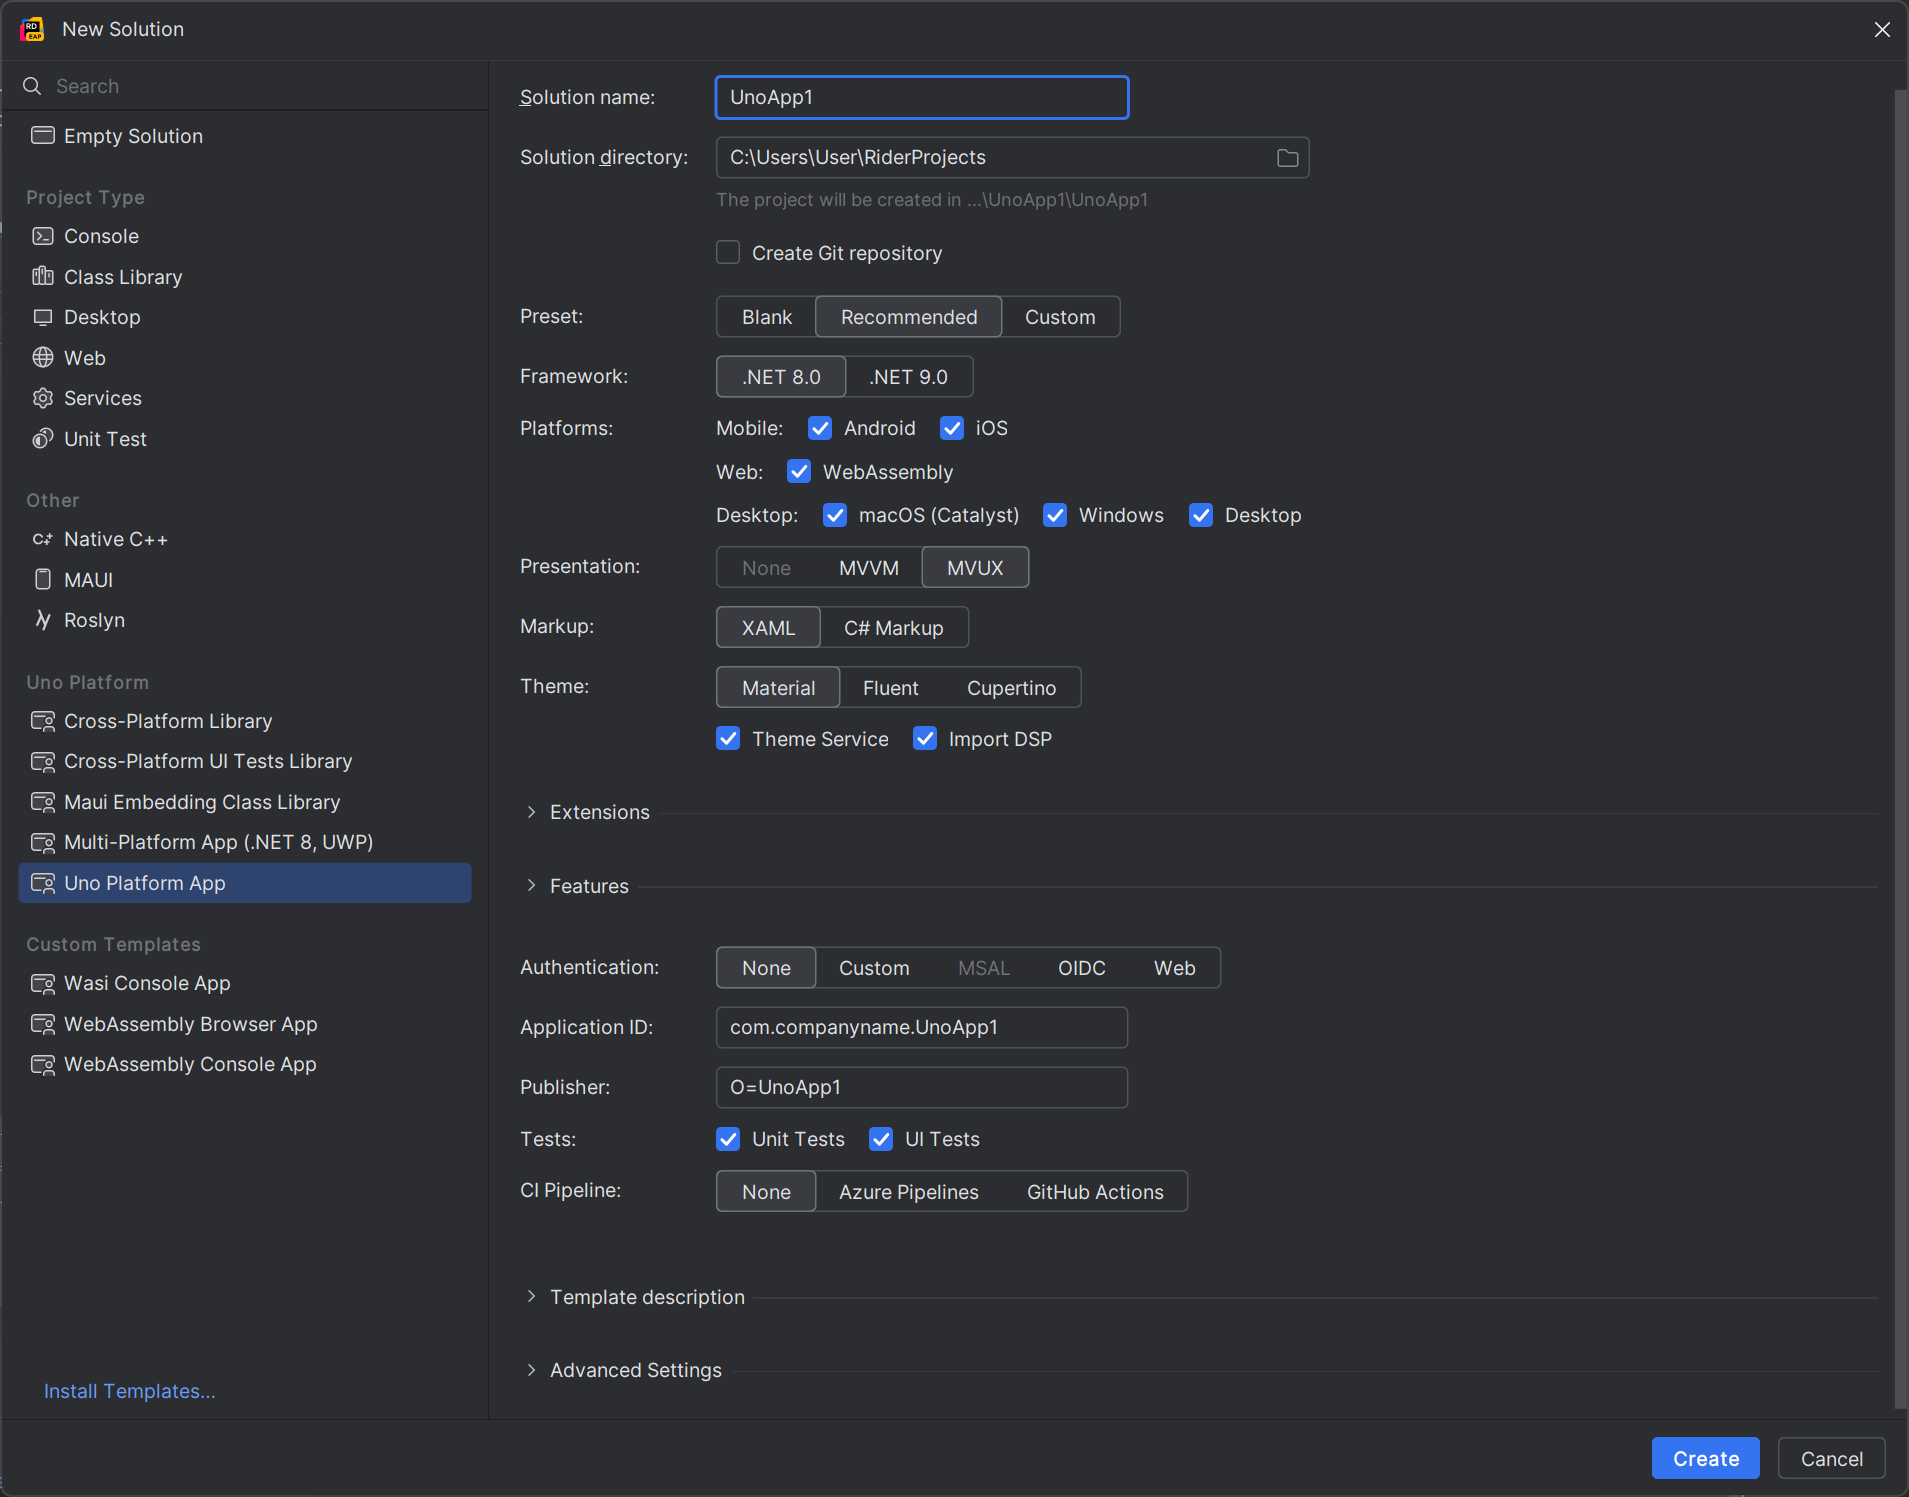 RD
EAP
New Solution
Search
Empty Solution
Project Type
Console
Class Library
Desktop
Web
Services
Unit Test
Other
C+ Native C++
MAUI
Roslyn
Uno Platform
Cross-Platform Library
Cross-Platform UI Tests Library
Maui Embedding Class Library
Multi-Platform App (.NET 8, UWP)
Uno Platform App
Custom Templates
Wasi Console App
WebAssembly Browser App
WebAssembly Console App
Install Templates...
Solution name: UnoApp1
Solution directory: C:\Users\User\RiderProjects
The project will be created in ...\UnoApp1\UnoApp1
Create Git repository
Preset: Blank Recommended Custom
Framework: .NET 8.0 .NET 9.0
Platforms: Mobile: Android iOS
Web: WebAssembly
Desktop: macOS (Catalyst) Windows Desktop
Presentation: None MVVM MVUX
Markup: XAML C# Markup
Theme: Material Fluent Cupertino
Theme Service Import DSP
Extensions
Features
Authentication: None Custom MSAL OIDC Web
Application ID: com.companyname.UnoApp1
Publisher: O=UnoApp1
Tests: Unit Tests UI Tests
CI Pipeline: None Azure Pipelines GitHub Actions
Template description
Advanced Settings
Create Cancel